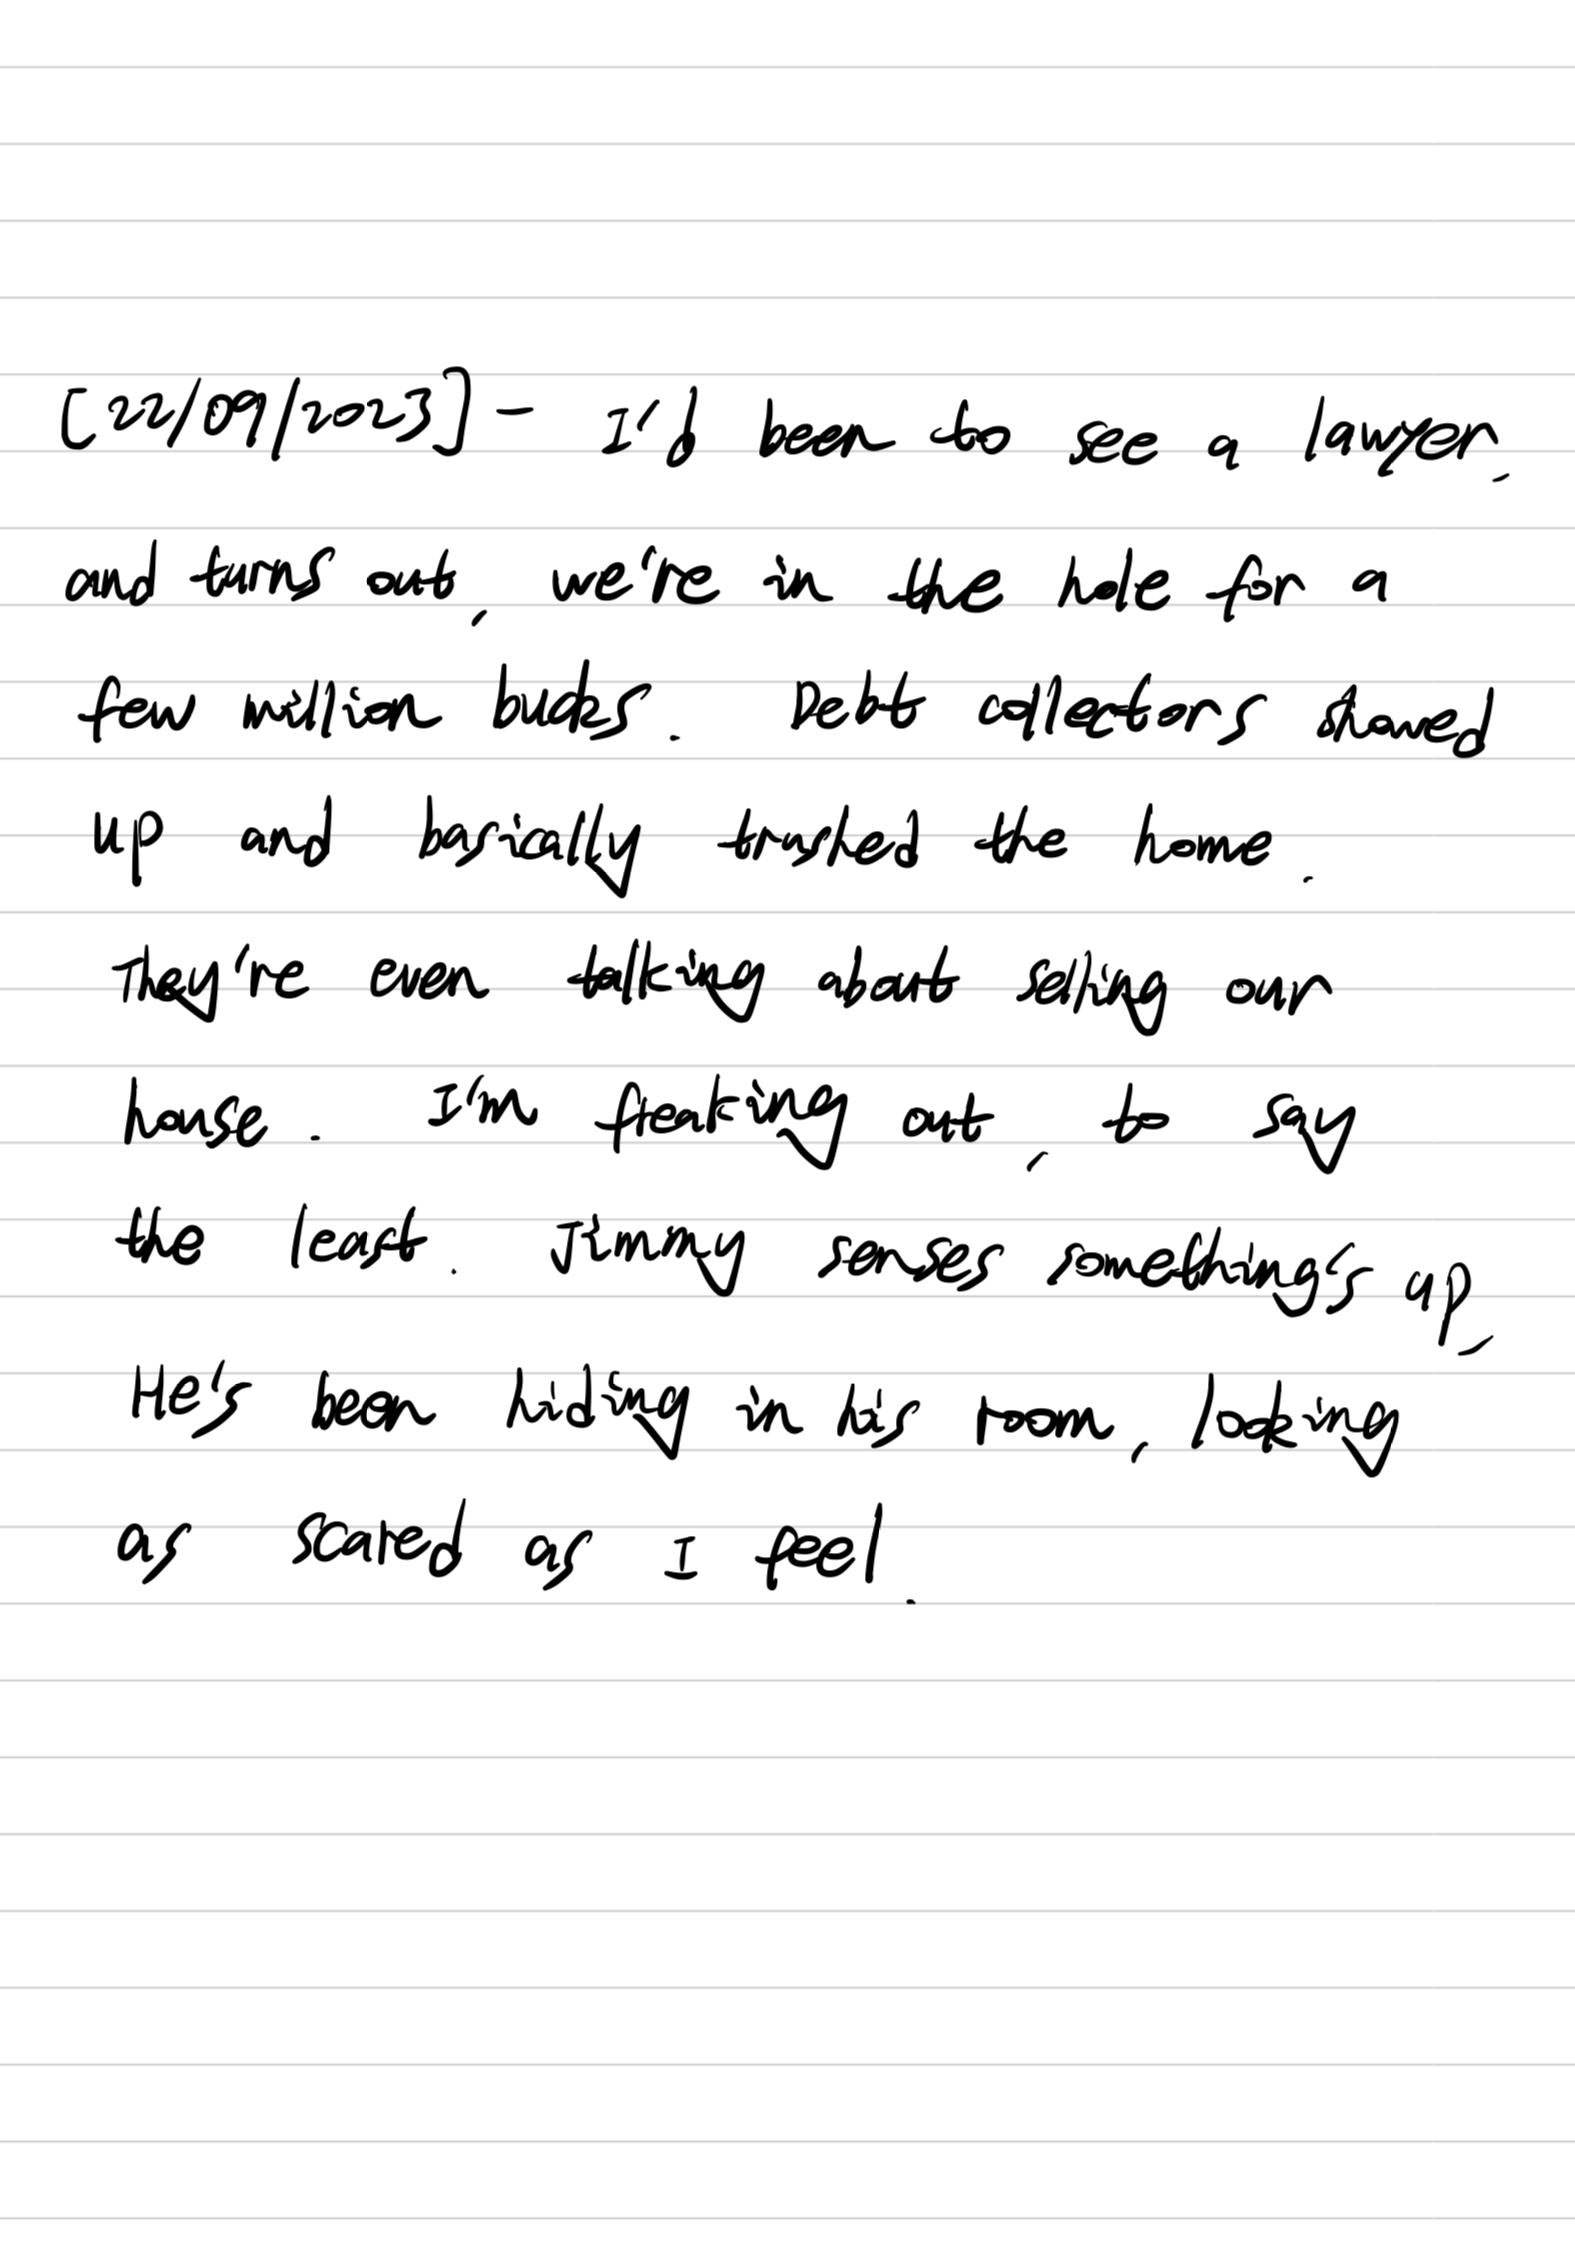 [22/09/2023] - I'd been to see a lawyer,
and turns out, we're in the hole for a
few million bucks. Debt collectors showed
up and basically trashed the home.
They're even talking about selling our
house. I'm freaking out, to say
the least. Jimmy senses something's up,
He's been hiding in his room, looking
as scared as I feel.